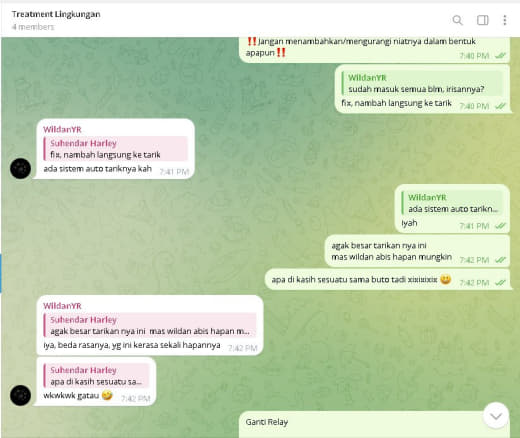 Treatment Lingkungan
4 members
‼️ Jangan menambahkan/mengurangi niatnya dalam bentuk
apapun ‼️
7:40 PM
WildanYR
sudah masuk semua blm, irisannya?
fix, nambah langsung ke tarik 7:40 PM
WildanYR
Suhendar Harley
fix, nambah langsung ke tarik
ada sistem auto tariknya kah 7:41 PM
WildanYR
ada sistem auto tarikn...
iyah 7:41 PM
agak besar tarikan nya ini
mas wildan abis hapan mungkin 7:42 PM
apa di kasih sesuatu sama buto tadi xixixixix 😀 7:42 PM
WildanYR
Suhendar Harley
agak besar tarikan nya ini mas wildan abis hapan m...
iya, beda rasanya, yg ini kerasa sekali hapannya 7:42 PM
Suhendar Harley
apa di kasih sesuatu sa...
wkwkwk gatau 🤣 7:42 PM
Ganti Relay